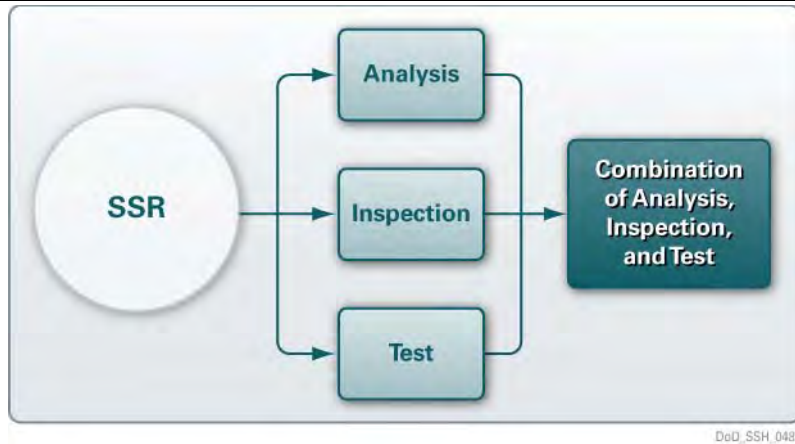 Analysis
SSR
Inspection
Test
Combination
of Analysis,
Inspection,
and Test
DoD_SSH_048